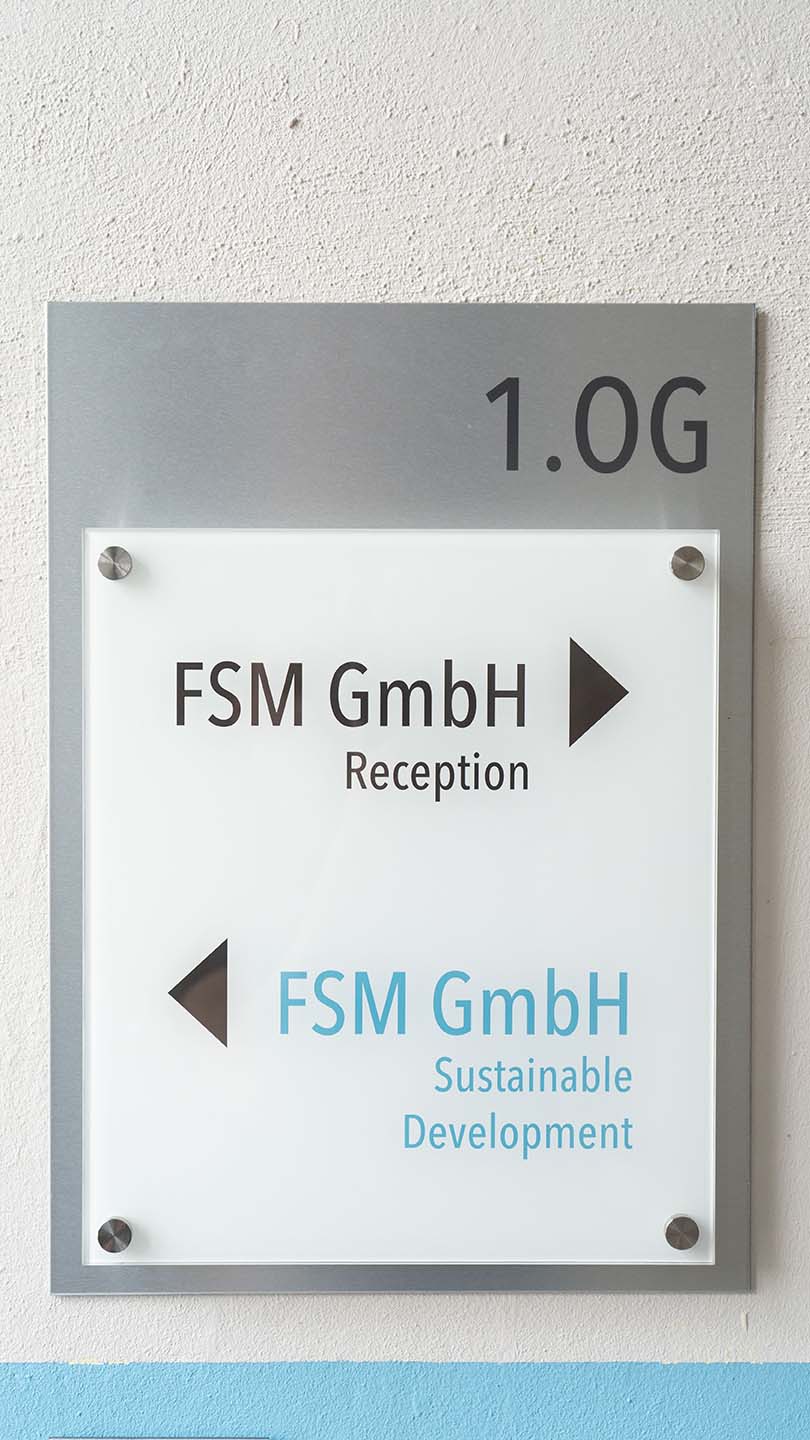 1.OG
FSM GmbH
Reception
FSM GmbH
Sustainable
Development